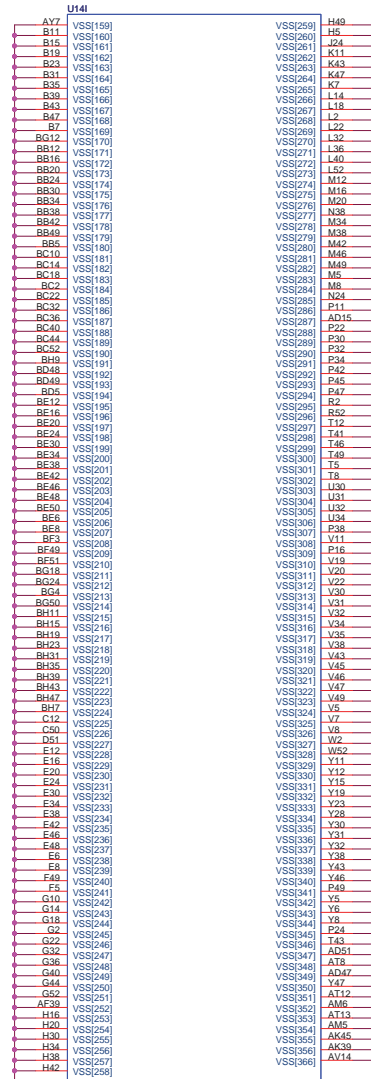 U14I
AY7 VSS[159]
B11 VSS[160]
B15 VSS[161]
B19 VSS[162]
B23 VSS[163]
B31 VSS[164]
B35 VSS[165]
B39 VSS[166]
B43 VSS[167]
B47 VSS[168]
B7 VSS[169]
BG12 VSS[170]
BB12 VSS[171]
BB16 VSS[172]
BB20 VSS[173]
BB24 VSS[174]
BB30 VSS[175]
BB34 VSS[176]
BB38 VSS[177]
BB42 VSS[178]
BB49 VSS[179]
BB5 VSS[180]
BC10 VSS[181]
BC14 VSS[182]
BC18 VSS[183]
BC2 VSS[184]
BC22 VSS[185]
BC32 VSS[186]
BC36 VSS[187]
BC40 VSS[188]
BC44 VSS[189]
BC52 VSS[190]
BH9 VSS[191]
BD48 VSS[192]
BD49 VSS[193]
BD5 VSS[194]
BE12 VSS[195]
BE16 VSS[196]
BE20 VSS[197]
BE24 VSS[198]
BE30 VSS[199]
BE34 VSS[200]
BE38 VSS[201]
BE42 VSS[202]
BE46 VSS[203]
BE48 VSS[204]
BE50 VSS[205]
BE6 VSS[206]
BE8 VSS[207]
BF3 VSS[208]
BF49 VSS[209]
BF51 VSS[210]
BG18 VSS[211]
BG24 VSS[212]
BG4 VSS[213]
BG50 VSS[214]
BH11 VSS[215]
BH15 VSS[216]
BH19 VSS[217]
BH23 VSS[218]
BH31 VSS[219]
BH35 VSS[220]
BH39 VSS[221]
BH43 VSS[222]
BH47 VSS[223]
BH7 VSS[224]
C12 VSS[225]
C50 VSS[226]
D51 VSS[227]
E12 VSS[228]
E16 VSS[229]
E20 VSS[230]
E24 VSS[231]
E30 VSS[232]
E34 VSS[233]
E38 VSS[234]
E42 VSS[235]
E46 VSS[236]
E48 VSS[237]
E6 VSS[238]
E8 VSS[239]
F49 VSS[240]
F5 VSS[241]
G10 VSS[242]
G14 VSS[243]
G18 VSS[244]
G2 VSS[245]
G22 VSS[246]
G32 VSS[247]
G36 VSS[248]
G40 VSS[249]
G44 VSS[250]
G52 VSS[251]
AF39 VSS[252]
H16 VSS[253]
H20 VSS[254]
H30 VSS[255]
H34 VSS[256]
H38 VSS[257]
H42 VSS[258]
VSS[259] H49
VSS[260] H5
VSS[261] J24
VSS[262] K11
VSS[263] K43
VSS[264] K47
VSS[265] K7
VSS[266] L14
VSS[267] L18
VSS[268] L2
VSS[269] L22
VSS[270] L32
VSS[271] L36
VSS[272] L40
VSS[273] L52
VSS[274] M12
VSS[275] M16
VSS[276] M20
VSS[277] N38
VSS[278] M34
VSS[279] M38
VSS[280] M42
VSS[281] M46
VSS[282] M49
VSS[283] M5
VSS[284] M8
VSS[285] N24
VSS[286] P11
VSS[287] AD15
VSS[288] P22
VSS[289] P30
VSS[290] P32
VSS[291] P34
VSS[292] P42
VSS[293] P45
VSS[294] P47
VSS[295] R2
VSS[296] R52
VSS[297] T12
VSS[298] T41
VSS[299] T46
VSS[300] T49
VSS[301] T5
VSS[302] T8
VSS[303] U30
VSS[304] U31
VSS[305] U32
VSS[306] U34
VSS[307] P38
VSS[308] V11
VSS[309] P16
VSS[310] V19
VSS[311] V20
VSS[312] V22
VSS[313] V30
VSS[314] V31
VSS[315] V32
VSS[316] V34
VSS[317] V35
VSS[318] V38
VSS[319] V43
VSS[320] V45
VSS[321] V46
VSS[322] V47
VSS[323] V49
VSS[324] V5
VSS[325] V7
VSS[326] V8
VSS[327] W2
VSS[328] W52
VSS[329] Y11
VSS[330] Y12
VSS[331] Y15
VSS[332] Y19
VSS[333] Y23
VSS[334] Y28
VSS[335] Y30
VSS[336] Y31
VSS[337] Y32
VSS[338] Y38
VSS[339] Y43
VSS[340] Y46
VSS[341] P49
VSS[342] Y5
VSS[343] Y6
VSS[344] Y8
VSS[345] P24
VSS[346] T43
VSS[347] AD51
VSS[348] AT8
VSS[349] AD47
VSS[350] Y47
VSS[351] AT12
VSS[352] AM6
VSS[353] AT13
VSS[354] AM5
VSS[355] AK45
VSS[356] AK39
VSS[366] AV14